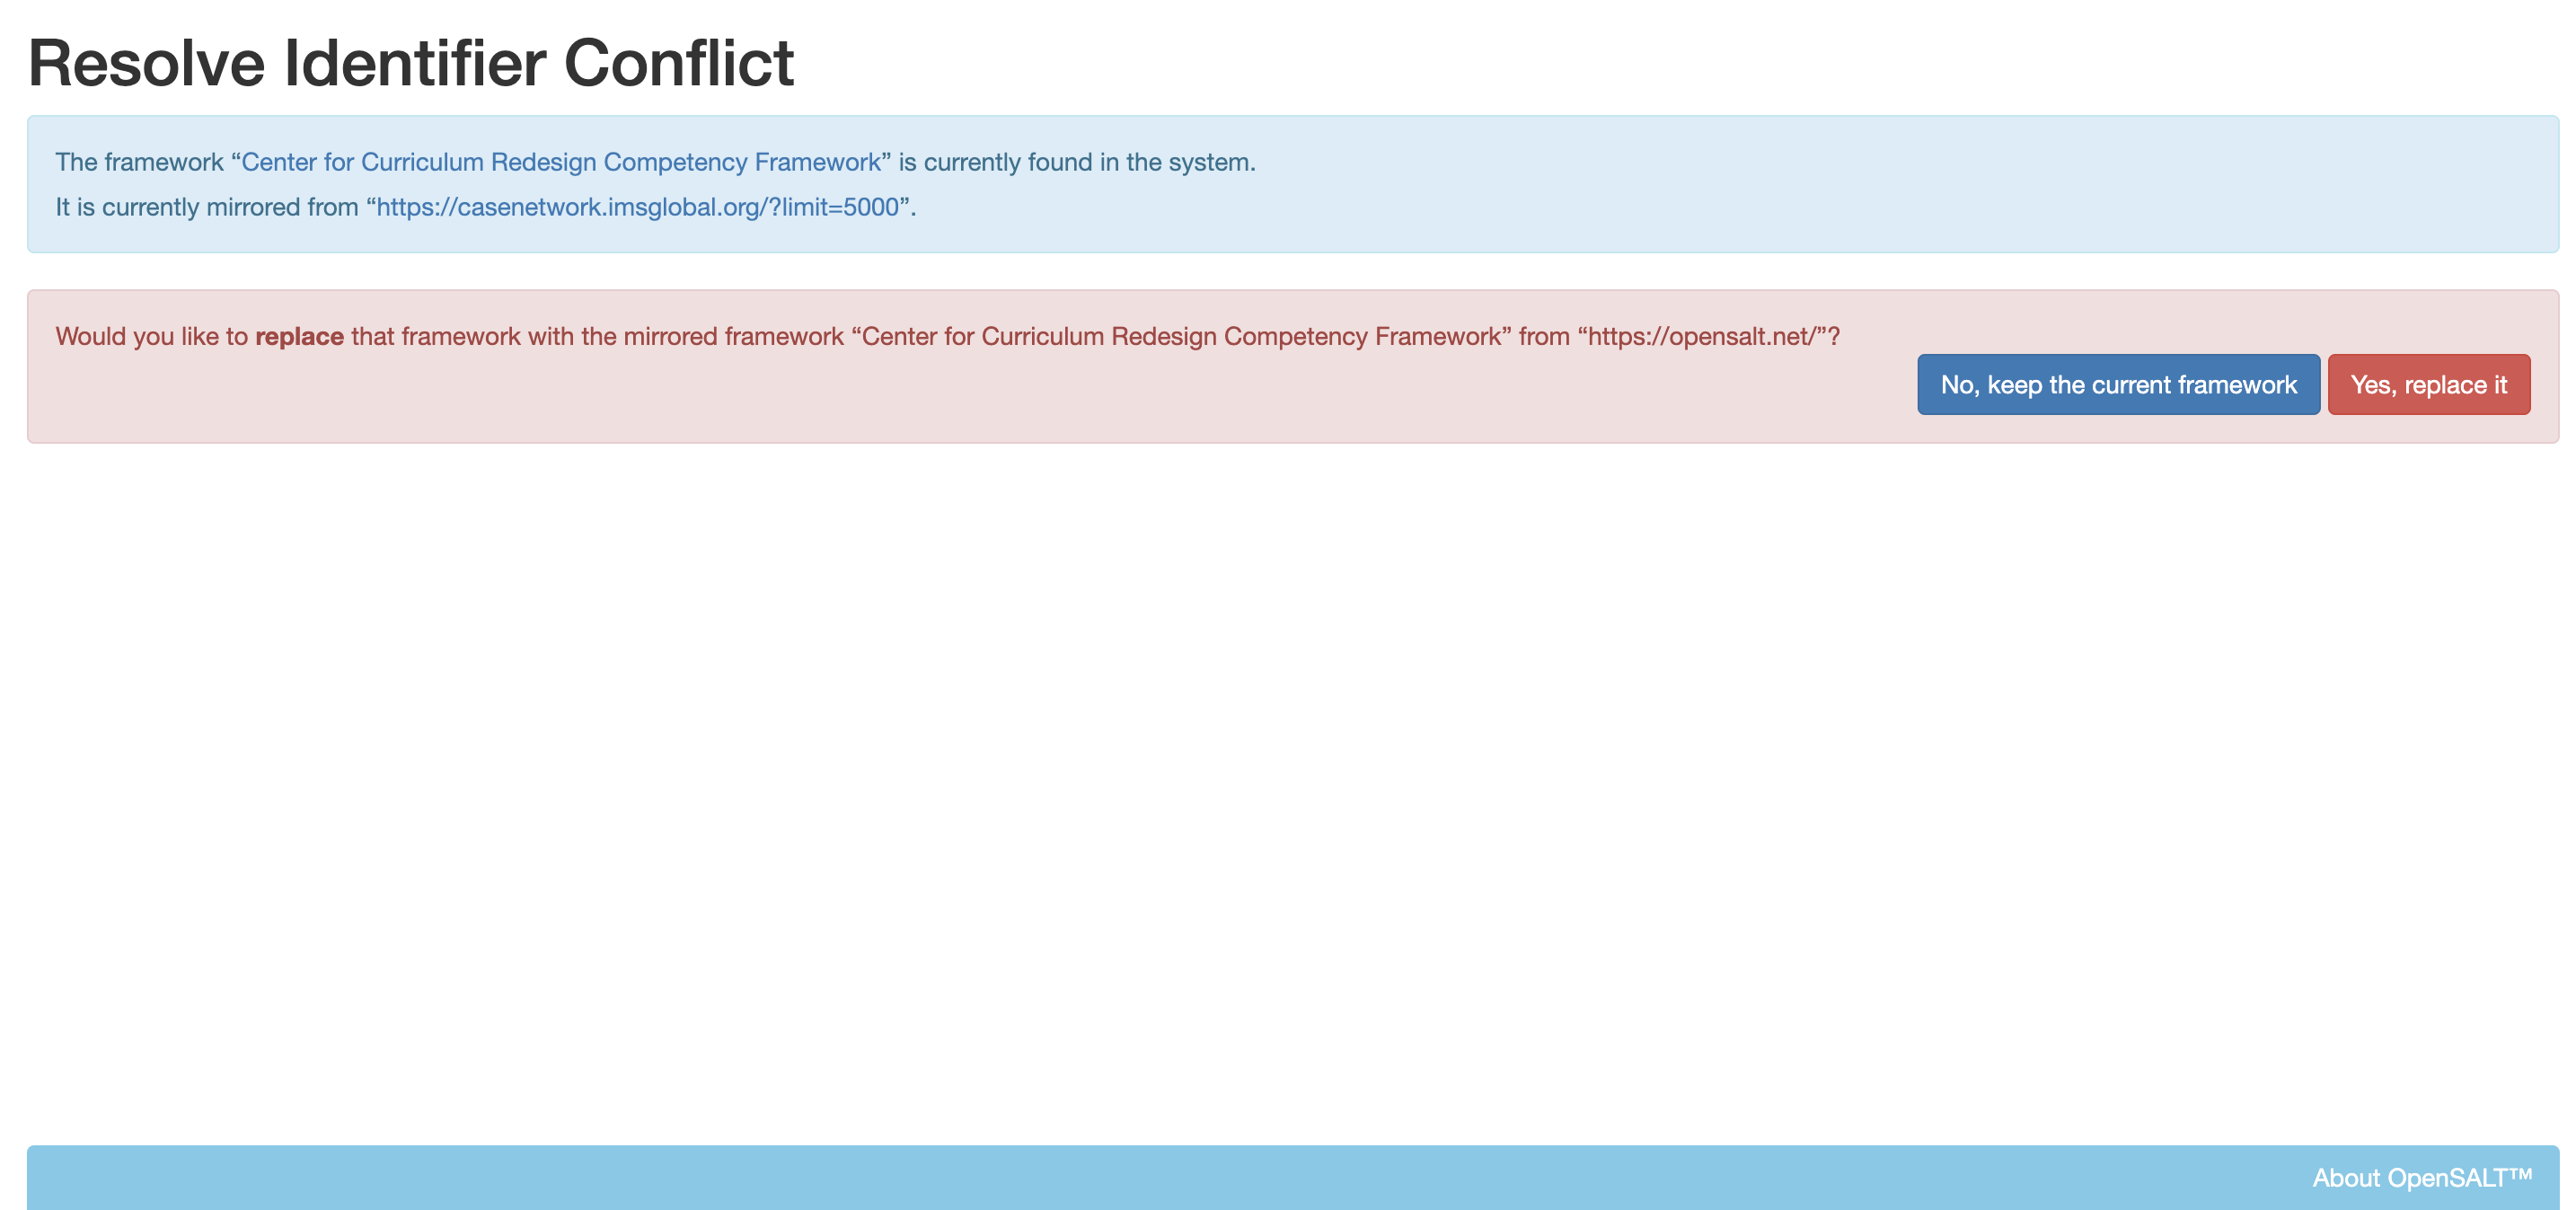 Resolve Identifier Conflict
The framework “Center for Curriculum Redesign Competency Framework” is currently found in the system.
It is currently mirrored from “https://casenetwork.imsglobal.org/?limit=5000”.
Would you like to replace that framework with the mirrored framework “Center for Curriculum Redesign Competency Framework” from “https://opensalt.net/”?
No, keep the current framework
Yes, replace it
About OpenSALT™